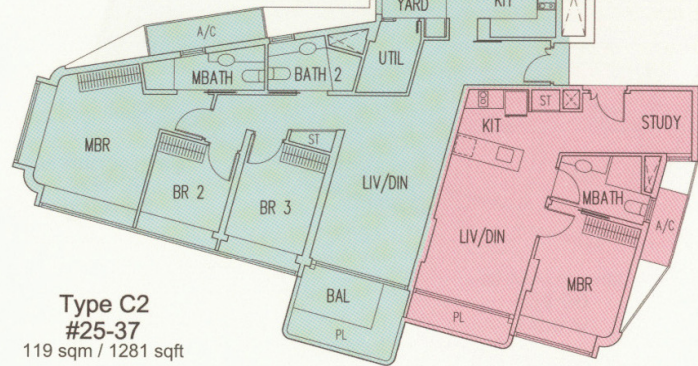 YARD
KIT
A/C
MBATH
BATH 2
UTIL
KIT
ST
STUDY
MBR
BR 2
ST
BR 3
LIV/DIN
MBATH
A/C
LIV/DIN
MBR
BAL
PL
PL
Type C2
#25-37
119 sqm / 1281 sqft